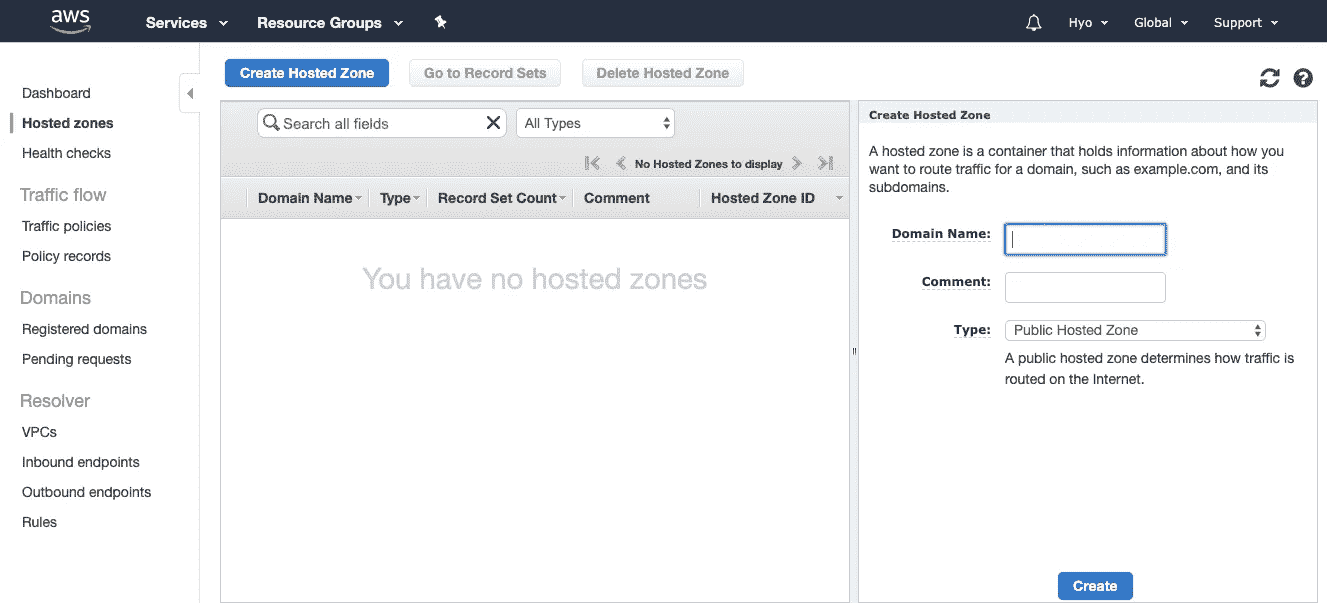 aws Services Resource Groups Hyo Global Support
Create Hosted Zone Go to Record Sets Delete Hosted Zone
Dashboard
Hosted zones
Health checks
Traffic flow
Traffic policies
Policy records
Domains
Registered domains
Pending requests
Resolver
VPCs
Inbound endpoints
Outbound endpoints
Rules
Search all fields All Types
No Hosted Zones to display
Domain Name Type Record Set Count Comment Hosted Zone ID
You have no hosted zones
Create Hosted Zone
A hosted zone is a container that holds information about how you
want to route traffic for a domain, such as example.com, and its
subdomains.
Domain Name:
Comment:
Type: Public Hosted Zone
A public hosted zone determines how traffic is
routed on the Internet.
Create